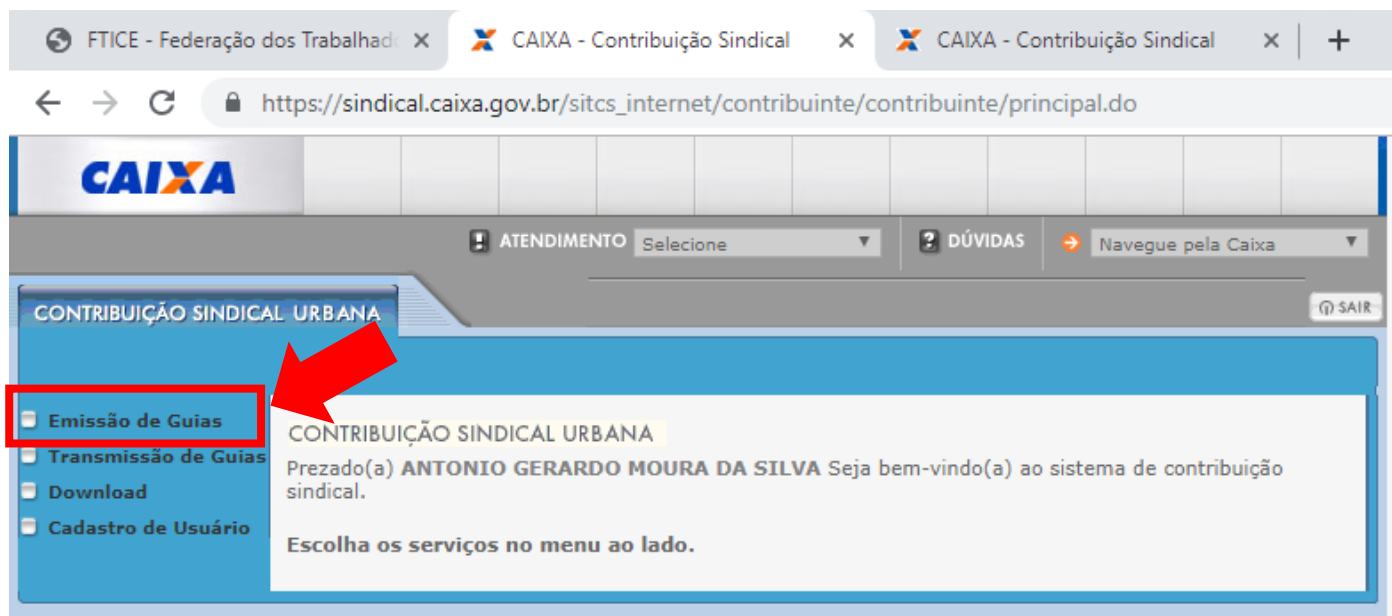 FTICE - Federação dos Trabalhad
CAIXA - Contribuição Sindical
CAIXA - Contribuição Sindical
https://sindical.caixa.gov.br/sitcs_internet/contribuinte/contribuinte/principal.do
CAIXA
ATENDIMENTO Selecione
DÚVIDAS
Navegue pela Caixa
CONTRIBUIÇÃO SINDICAL URBANA
SAIR
Emissão de Guias
Transmissão de Guias
Download
Cadastro de Usuário
CONTRIBUIÇÃO SINDICAL URBANA
Prezado(a) ANTONIO GERARDO MOURA DA SILVA Seja bem-vindo(a) ao sistema de contribuição
sindical.
Escolha os serviços no menu ao lado.